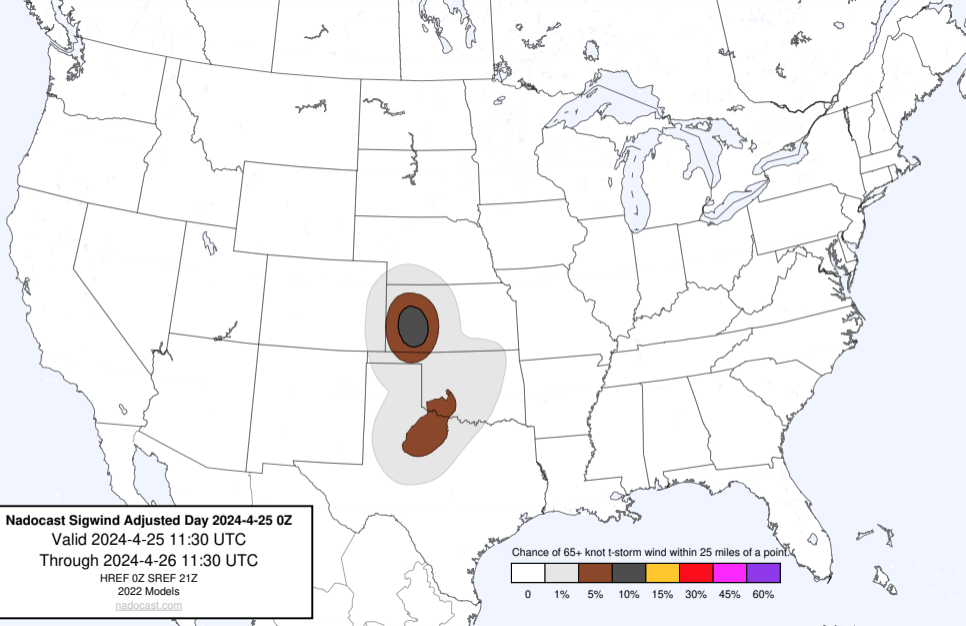 Nadocast Sigwind Adjusted Day 2024-4-25 0Z
Valid 2024-4-25 11:30 UTC
Through 2024-4-26 11:30 UTC
HREF 0Z SREF 21Z
2022 Models
nadocast.com
Chance of 65+ knot t-storm wind within 25 miles of a point.
0 1% 5% 10% 15% 30% 45% 60%